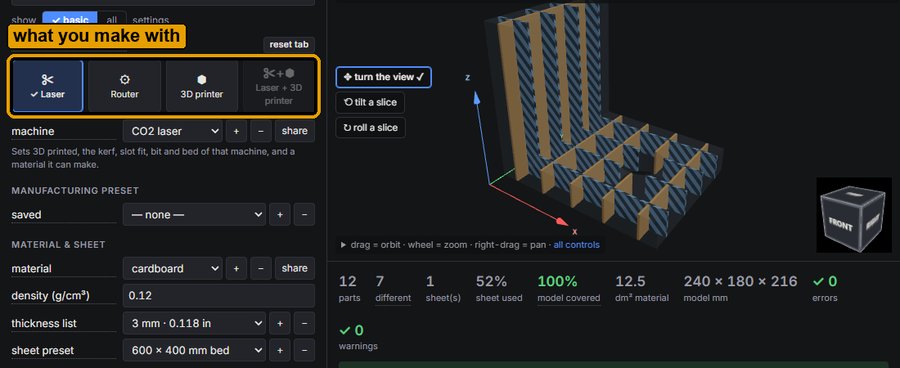 show ✓ basic all settings
what you make with
reset tab
✓ Laser
Router
3D printer
Laser + 3D
printer
machine CO2 laser + − share
Sets 3D printed, the kerf, slot fit, bit and bed of that machine, and a
material it can make.
MANUFACTURING PRESET
saved — none — + −
MATERIAL & SHEET
material cardboard + − share
density (g/cm³) 0.12
thickness list 3 mm · 0.118 in + −
sheet preset 600 × 400 mm bed + −
✥ turn the view ✓
tilt a slice
↻ roll a slice
z
y
x
FRONT
RIGHT
▶ drag = orbit · wheel = zoom · right-drag = pan · all controls
12 7 1 52% 100% 12.5 240 × 180 × 216 ✓ 0
parts different sheet(s) sheet used model covered dm² material model mm errors
✓ 0
warnings